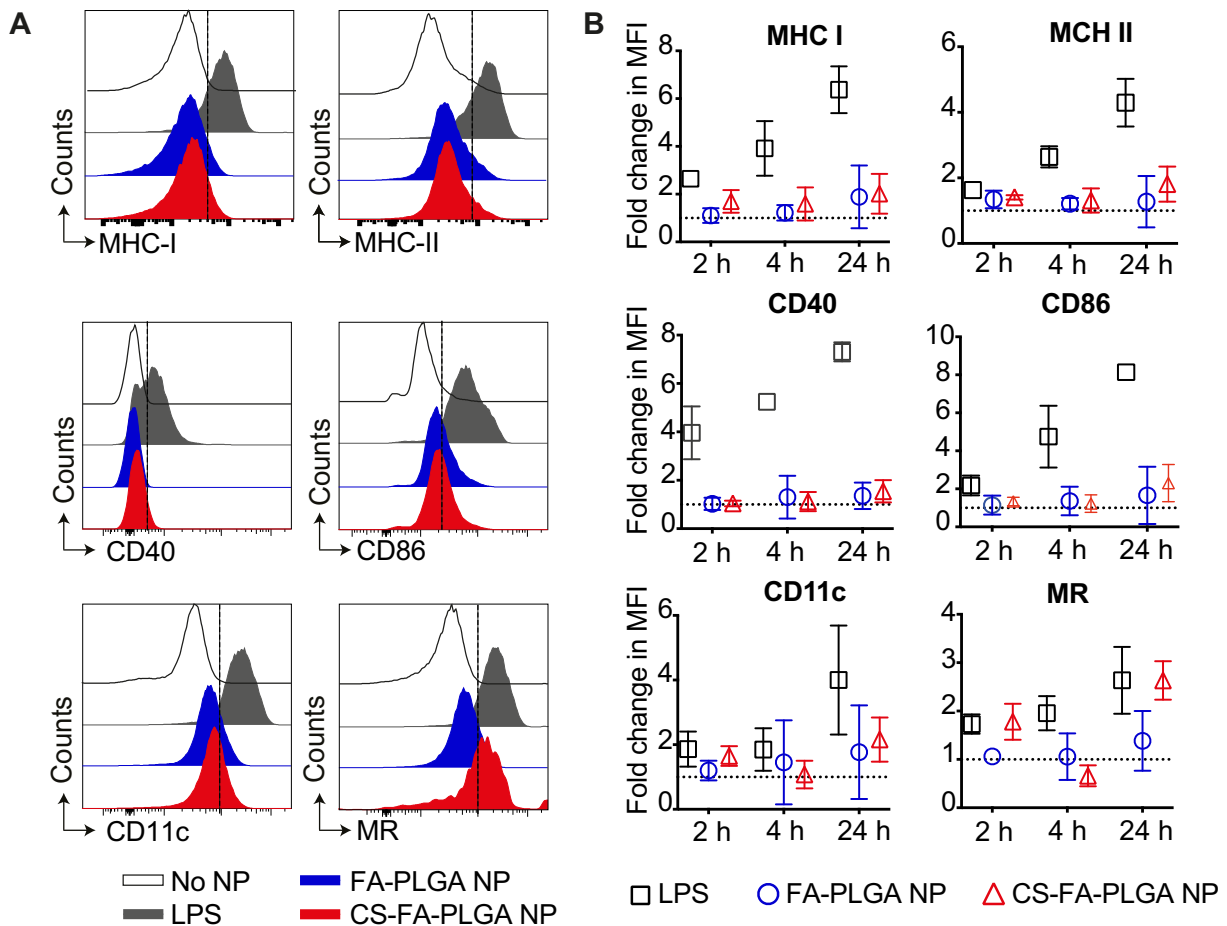 A
Counts
MHC-I
MHC-II
Counts
CD40
CD86
Counts
CD11c
MR
No NP
FA-PLGA NP
LPS
CS-FA-PLGA NP
B
MHC I
Fold change in MFI
8
6
4
2
0
2 h
4 h
24 h
MCH II
6
4
2
0
2 h
4 h
24 h
CD40
Fold change in MFI
8
6
4
2
0
2 h
4 h
24 h
CD86
10
8
6
4
2
0
2 h
4 h
24 h
CD11c
Fold change in MFI
6
4
2
0
2 h
4 h
24 h
MR
4
3
2
1
0
2 h
4 h
24 h
LPS
FA-PLGA NP
CS-FA-PLGA NP